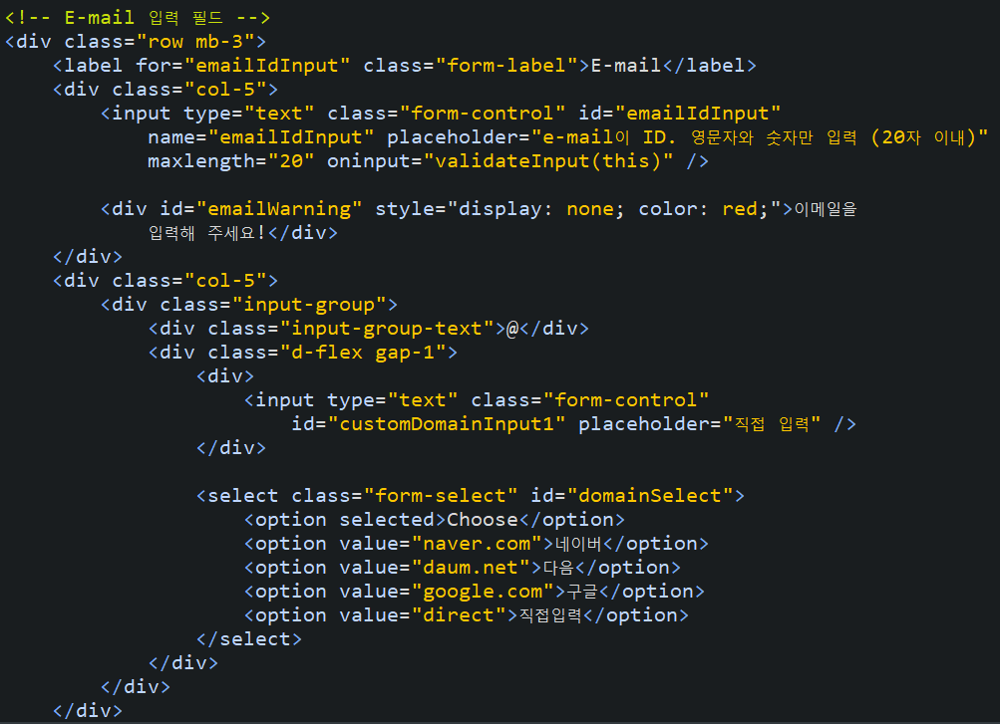 <!-- E-mail 입력 필드 -->
<div class="row mb-3">
    <label for="emailIdInput" class="form-label">E-mail</label>
    <div class="col-5">
        <input type="text" class="form-control" id="emailIdInput"
            name="emailIdInput" placeholder="e-mail이 ID. 영문자와 숫자만 입력 (20자 이내)"
            maxlength="20" oninput="validateInput(this)" />

        <div id="emailWarning" style="display: none; color: red;">이메일을
            입력해 주세요!</div>
    </div>
    <div class="col-5">
        <div class="input-group">
            <div class="input-group-text">@</div>
            <div class="d-flex gap-1">
                <div>
                    <input type="text" class="form-control"
                        id="customDomainInput1" placeholder="직접 입력" />
                </div>

                <select class="form-select" id="domainSelect">
                    <option selected>Choose</option>
                    <option value="naver.com">네이버</option>
                    <option value="daum.net">다음</option>
                    <option value="google.com">구글</option>
                    <option value="direct">직접입력</option>
                </select>
            </div>
        </div>
    </div>